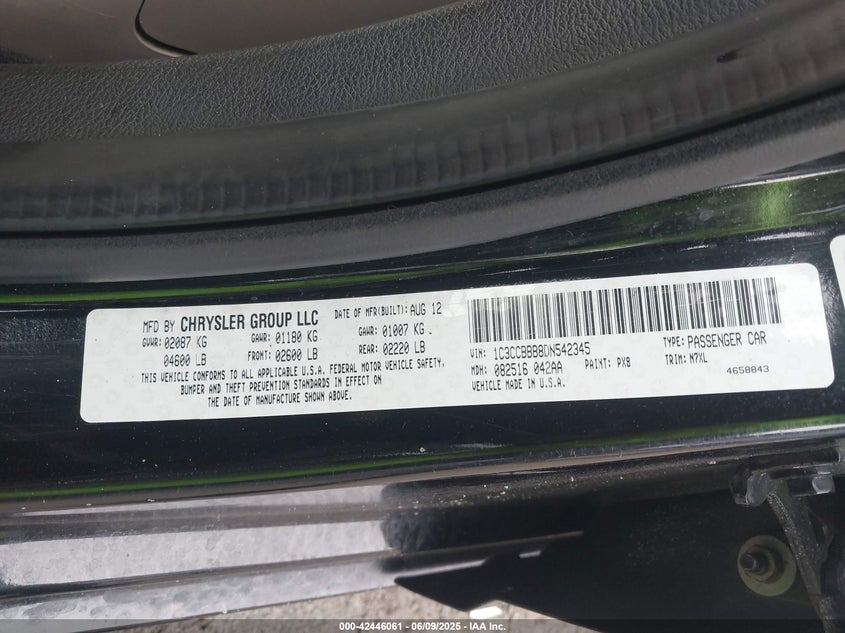 MFD BY CHRYSLER GROUP LLC DATE OF MFR(BUILT): AUG 12
GVWR: 02087 KG GAWR: 01180 KG GAWR: 01007 KG
04600 LB FRONT: 02600 LB REAR: 02220 LB
THIS VEHICLE CONFORMS TO ALL APPLICABLE U.S.A. FEDERAL MOTOR VEHICLE SAFETY,
BUMPER AND THEFT PREVENTION STANDARDS IN EFFECT ON
THE DATE OF MANUFACTURE SHOWN ABOVE.
VIN: 1C3CCBBB8DN542345 TYPE: PASSENGER CAR
MDH: 082516 042AA PAINT: PX8 TRIM: N7XL
VEHICLE MADE IN U.S.A. 4658843
000-42446061 - 06/09/2025 - IAA Inc.